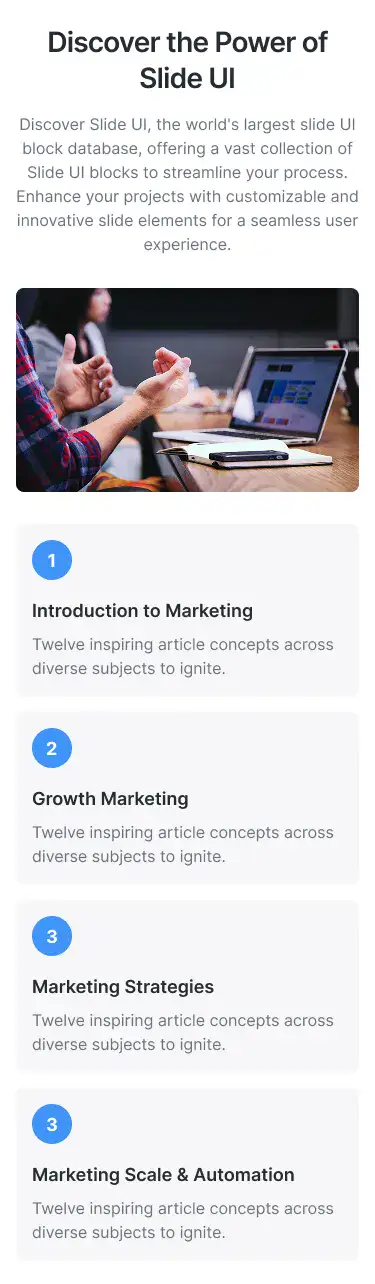 Discover the Power of
Slide UI
Discover Slide UI, the world's largest slide UI
block database, offering a vast collection of
Slide UI blocks to streamline your process.
Enhance your projects with customizable and
innovative slide elements for a seamless user
experience.
1
Introduction to Marketing
Twelve inspiring article concepts across
diverse subjects to ignite.
2
Growth Marketing
Twelve inspiring article concepts across
diverse subjects to ignite.
3
Marketing Strategies
Twelve inspiring article concepts across
diverse subjects to ignite.
3
Marketing Scale & Automation
Twelve inspiring article concepts across
diverse subjects to ignite.